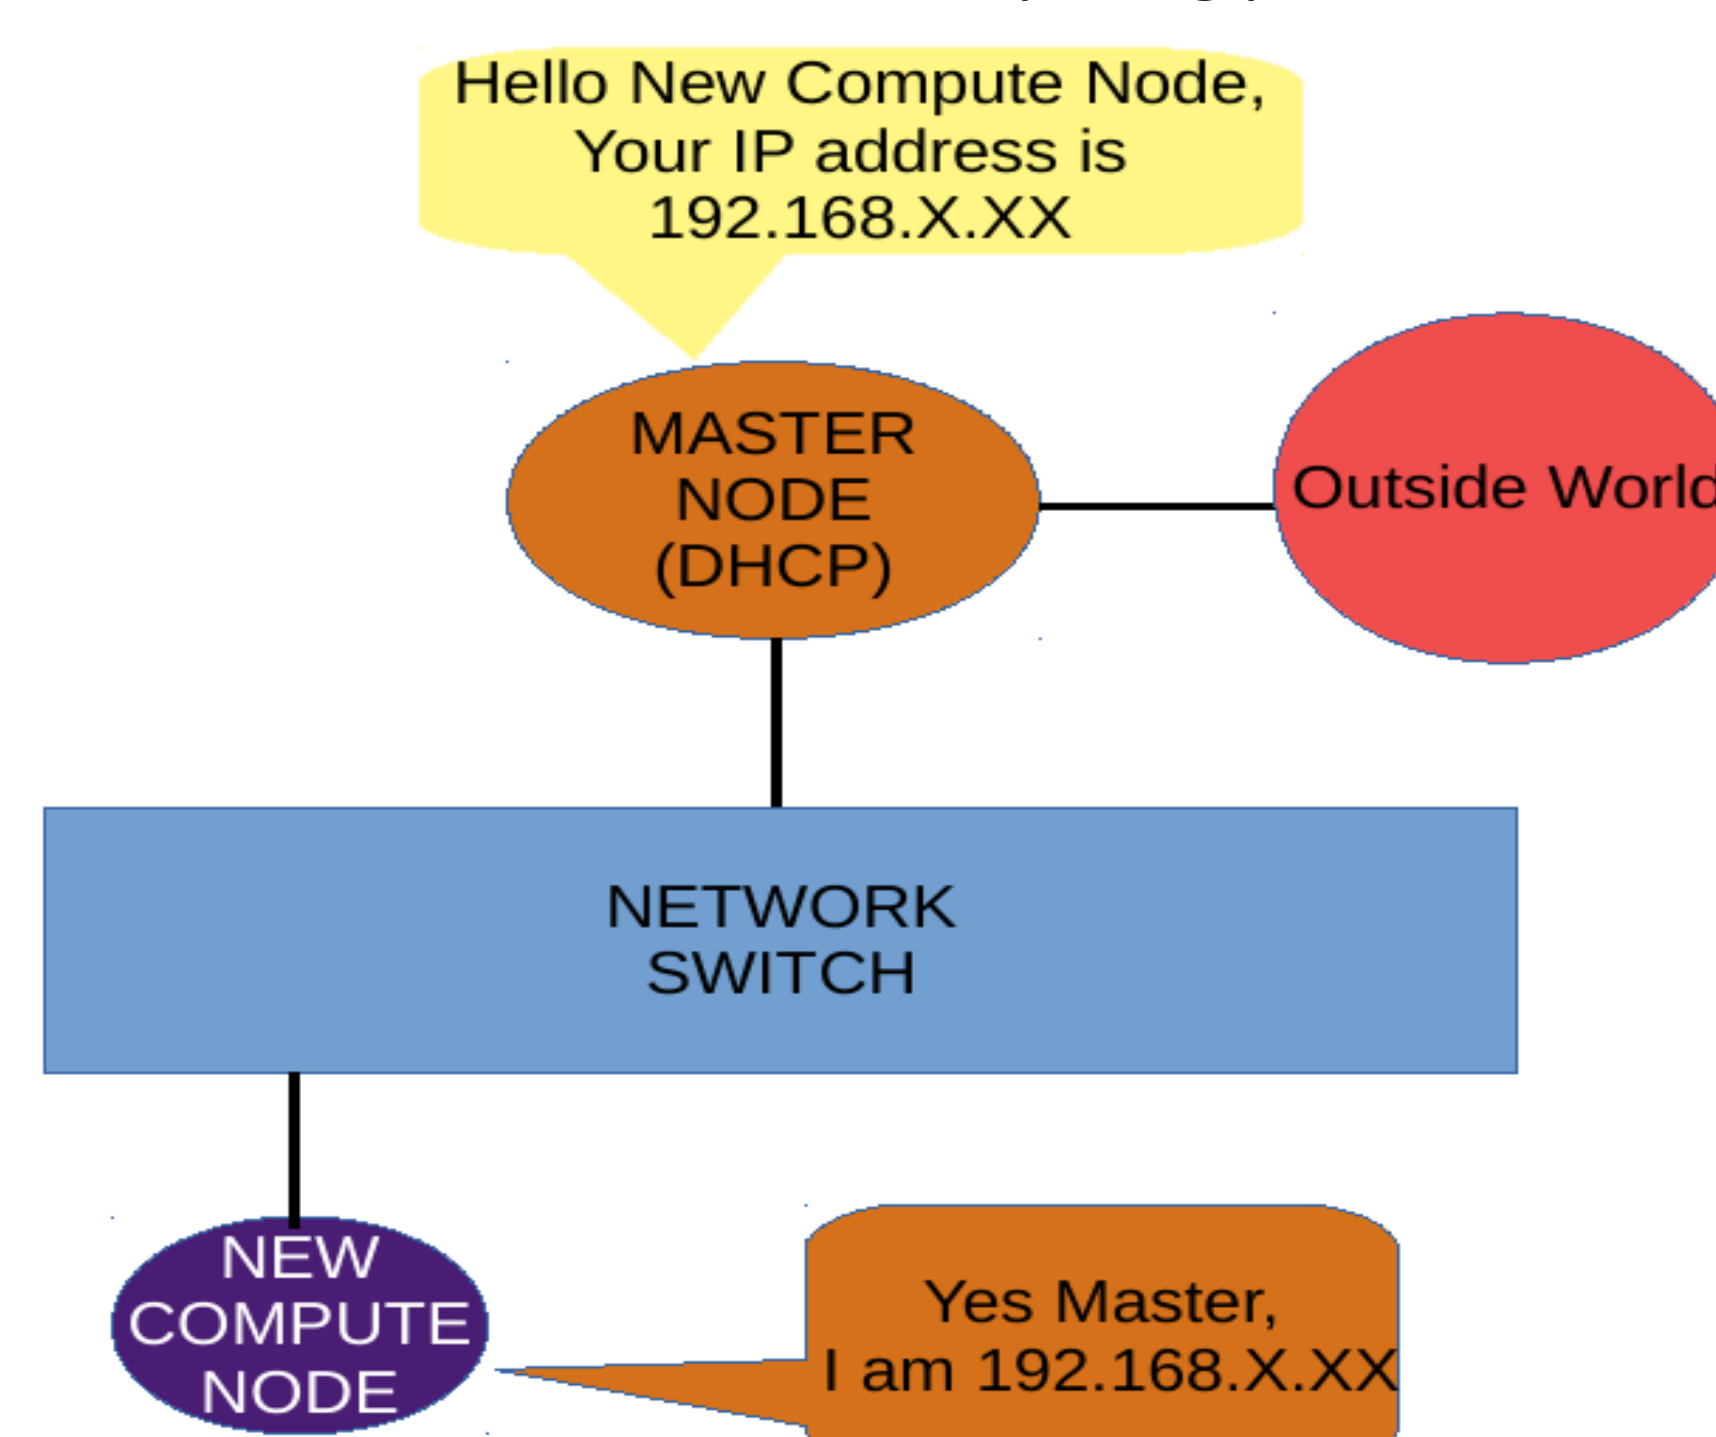 Hello New Compute Node,
Your IP address is
192.168.X.XX
MASTER
NODE
(DHCP)
Outside World
NETWORK
SWITCH
NEW
COMPUTE
NODE
Yes Master,
I am 192.168.X.XX